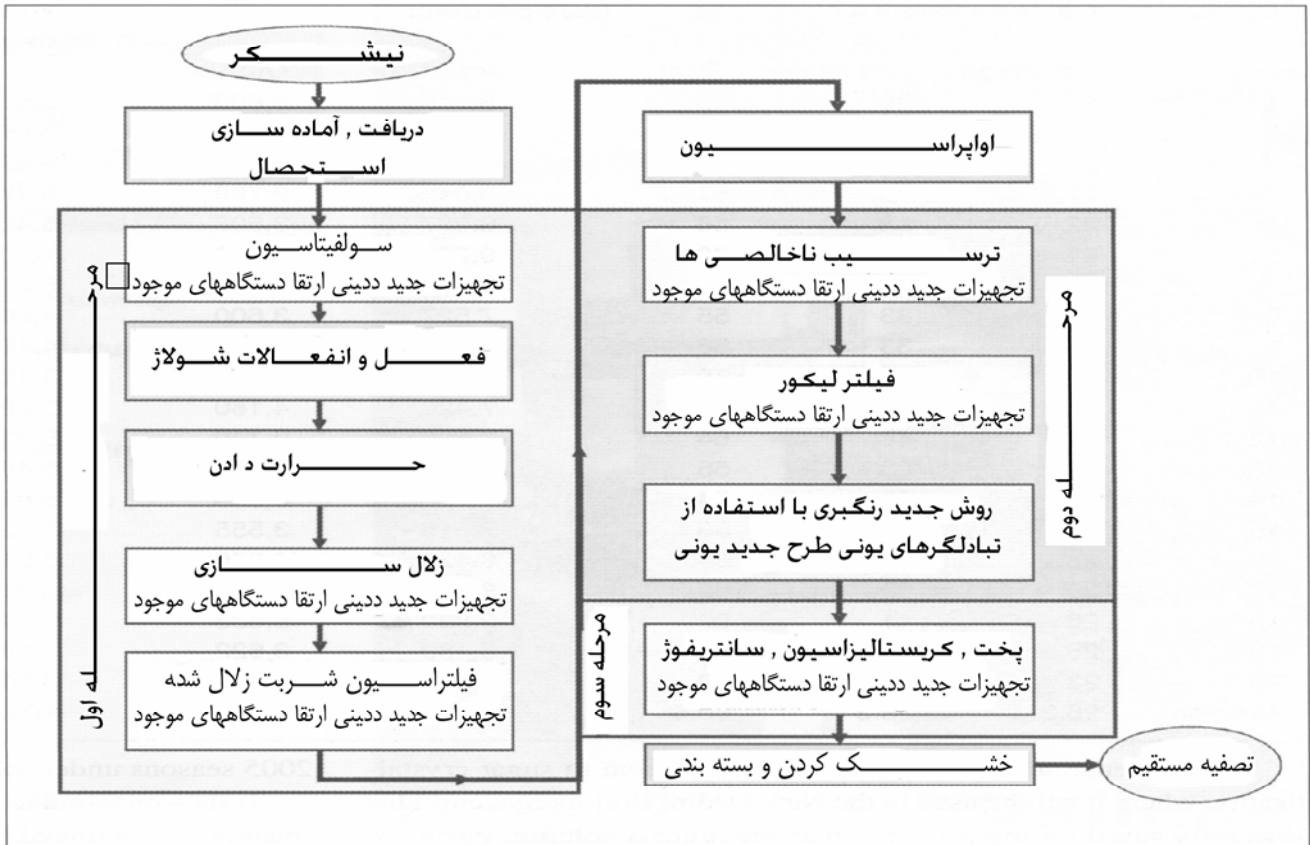 نیشکر
دریافت , آماده سازی
استحصال
سولفیتاسیون
تجهیزات جدید ددینی ارتقا دستگاههای موجود
فعل و انفعالات شولاژ
حرارت د ادن
زلال سازی
تجهیزات جدید ددینی ارتقا دستگاههای موجود
فیلتراسیون شربت زلال شده
تجهیزات جدید ددینی ارتقا دستگاههای موجود
مرحله اول
اواپراسیون
ترسیب ناخالصی ها
تجهیزات جدید ددینی ارتقا دستگاههای موجود
فیلتر لیکور
تجهیزات جدید ددینی ارتقا دستگاههای موجود
روش جدید رنگبری با استفاده از
تبادلگرهای یونی طرح جدید یونی
مرحله دوم
پخت , کریستالیزاسیون , سانتریفوژ
تجهیزات جدید ددینی ارتقا دستگاههای موجود
مرحله سوم
خشک کردن و بسته بندی
تصفیه مستقیم